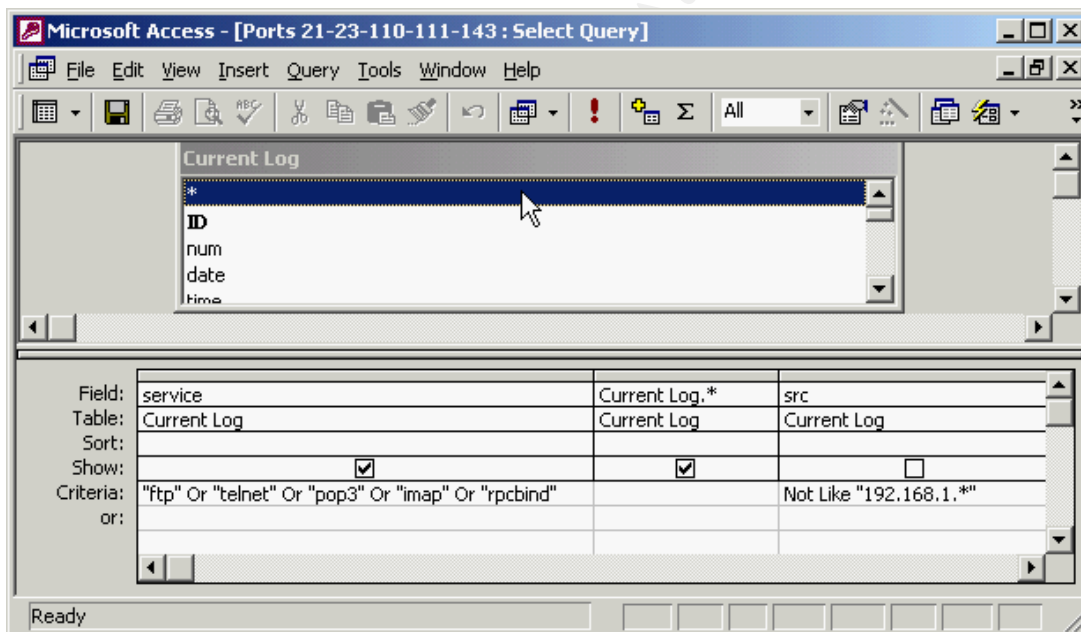 Microsoft Access - [Ports 21-23-110-111-143 : Select Query]
File Edit View Insert Query Tools Window Help
ABC
All
Current Log
*
ID
num
date
time
Field: service Current Log.* src
Table: Current Log Current Log Current Log
Sort:
Show:
Criteria: "ftp" Or "telnet" Or "pop3" Or "imap" Or "rpcbind" Not Like "192.168.1.*"
or:
Ready